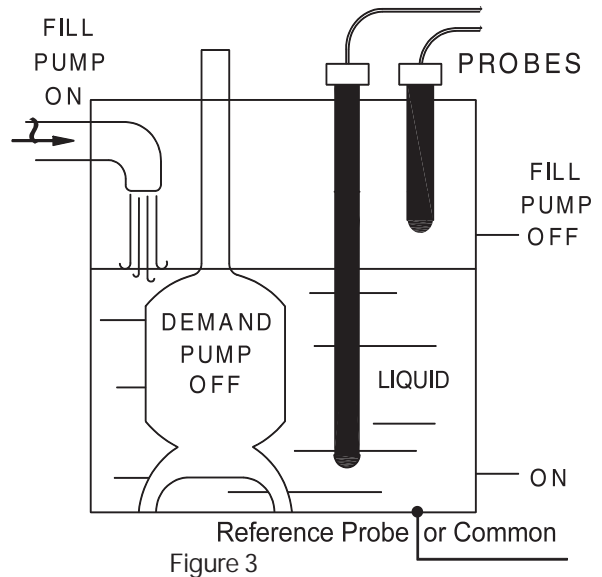 FILL
PUMP
ON
PROBES
FILL
PUMP
OFF
DEMAND
PUMP
OFF
LIQUID
ON
Reference Probe or Common
Figure 3